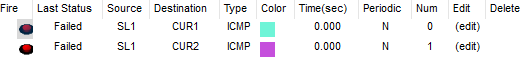 Fire Last Status Source Destination Type Color Time(sec) Periodic Num Edit Delete
Failed SL1 CUR1 ICMP 0.000 N 0 (edit)
Failed SL1 CUR2 ICMP 0.000 N 1 (edit)